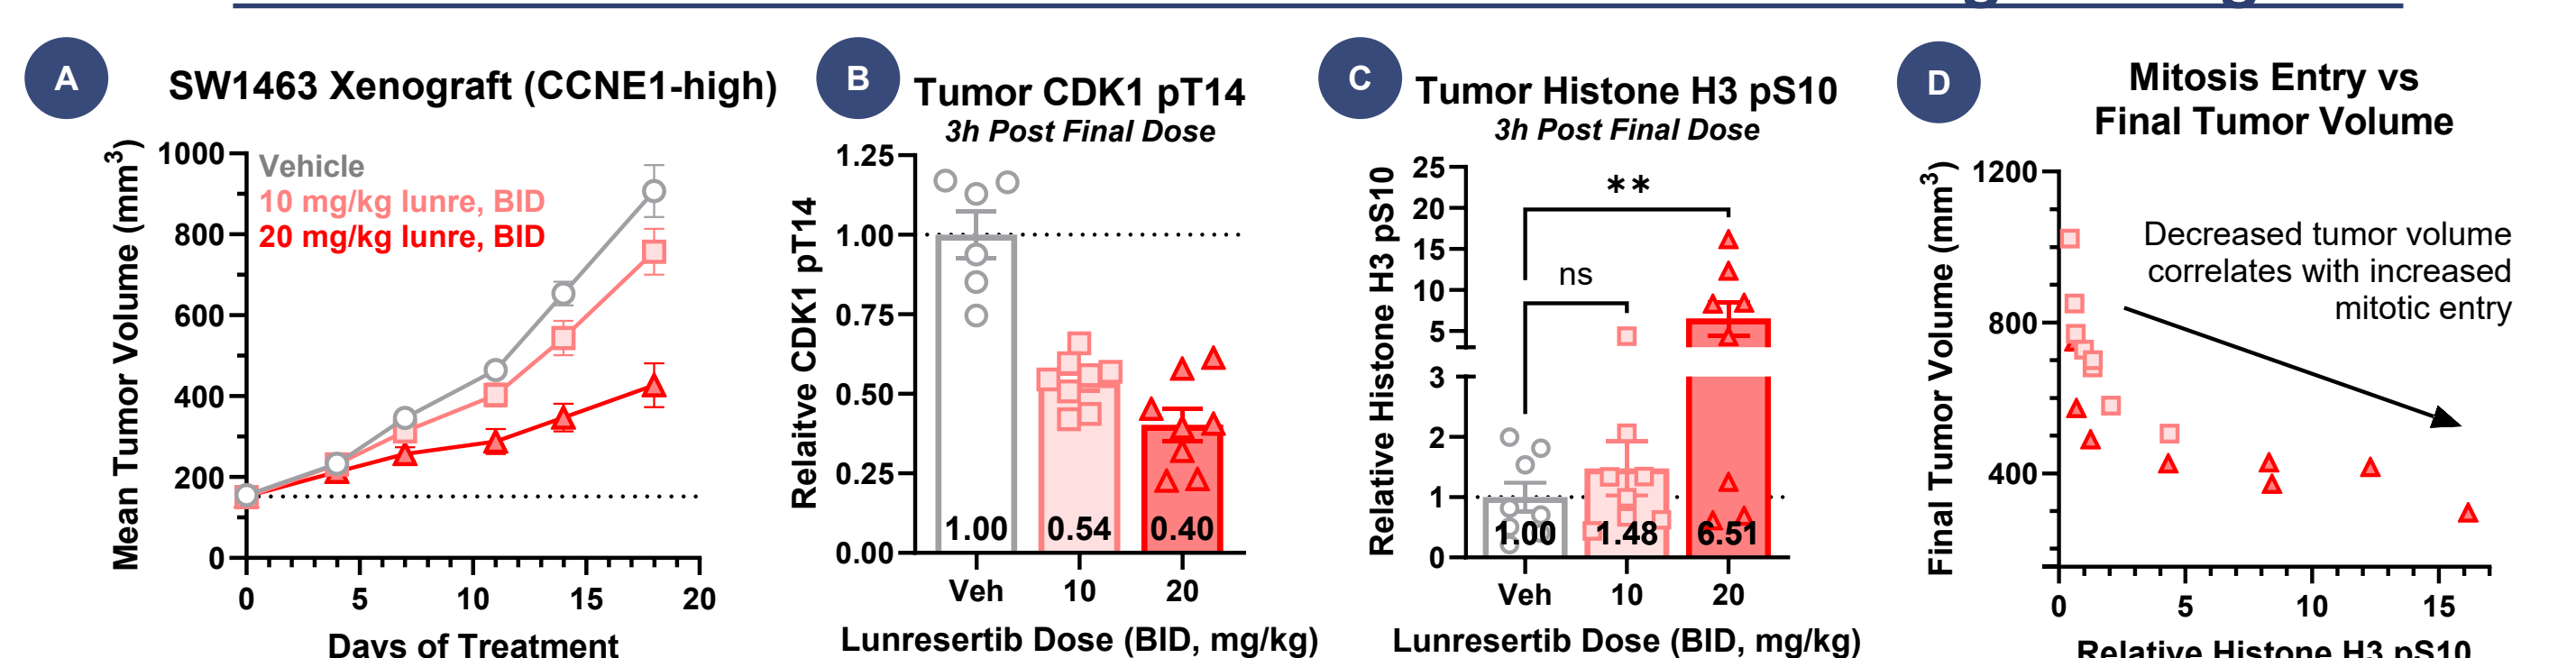 A
SW1463 Xenograft (CCNE1-high)
Mean Tumor Volume (mm³)
1000
800
600
400
200
0
Vehicle
10 mg/kg lunre, BID
20 mg/kg lunre, BID
0 5 10 15 20
Days of Treatment
B
Tumor CDK1 pT14
3h Post Final Dose
Relaitve CDK1 pT14
1.25
1.00
0.75
0.50
0.25
0.00
1.00 0.54 0.40
Veh 10 20
Lunresertib Dose (BID, mg/kg)
C
Tumor Histone H3 pS10
3h Post Final Dose
Relative Histone H3 pS10
25
20
15
10
5
3
2
1
0
**
ns
1.00 1.48 6.51
Veh 10 20
Lunresertib Dose (BID, mg/kg)
D
Mitosis Entry vs
Final Tumor Volume
Final Tumor Volume (mm³)
1200
800
400
Decreased tumor volume
correlates with increased
mitotic entry
0 5 10 15
Relative Histone H3 pS10